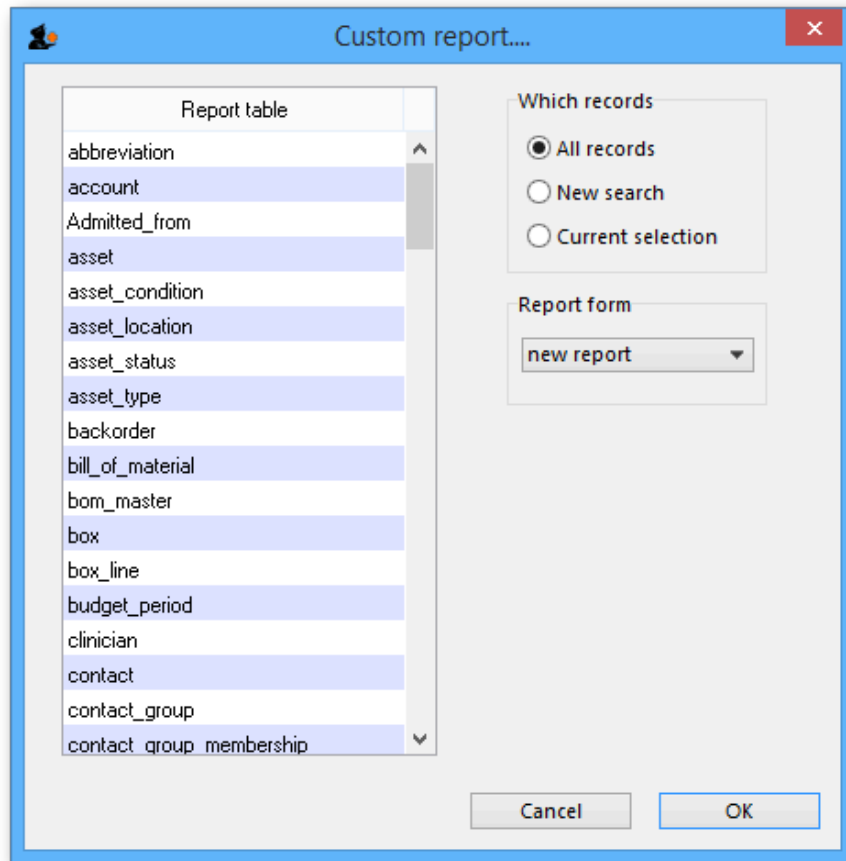 Custom report....
Report table
abbreviation
account
Admitted_from
asset
asset_condition
asset_location
asset_status
asset_type
backorder
bill_of_material
bom_master
box
box_line
budget_period
clinician
contact
contact_group
contact_group_membership
Which records
All records
New search
Current selection
Report form
new report
Cancel
OK